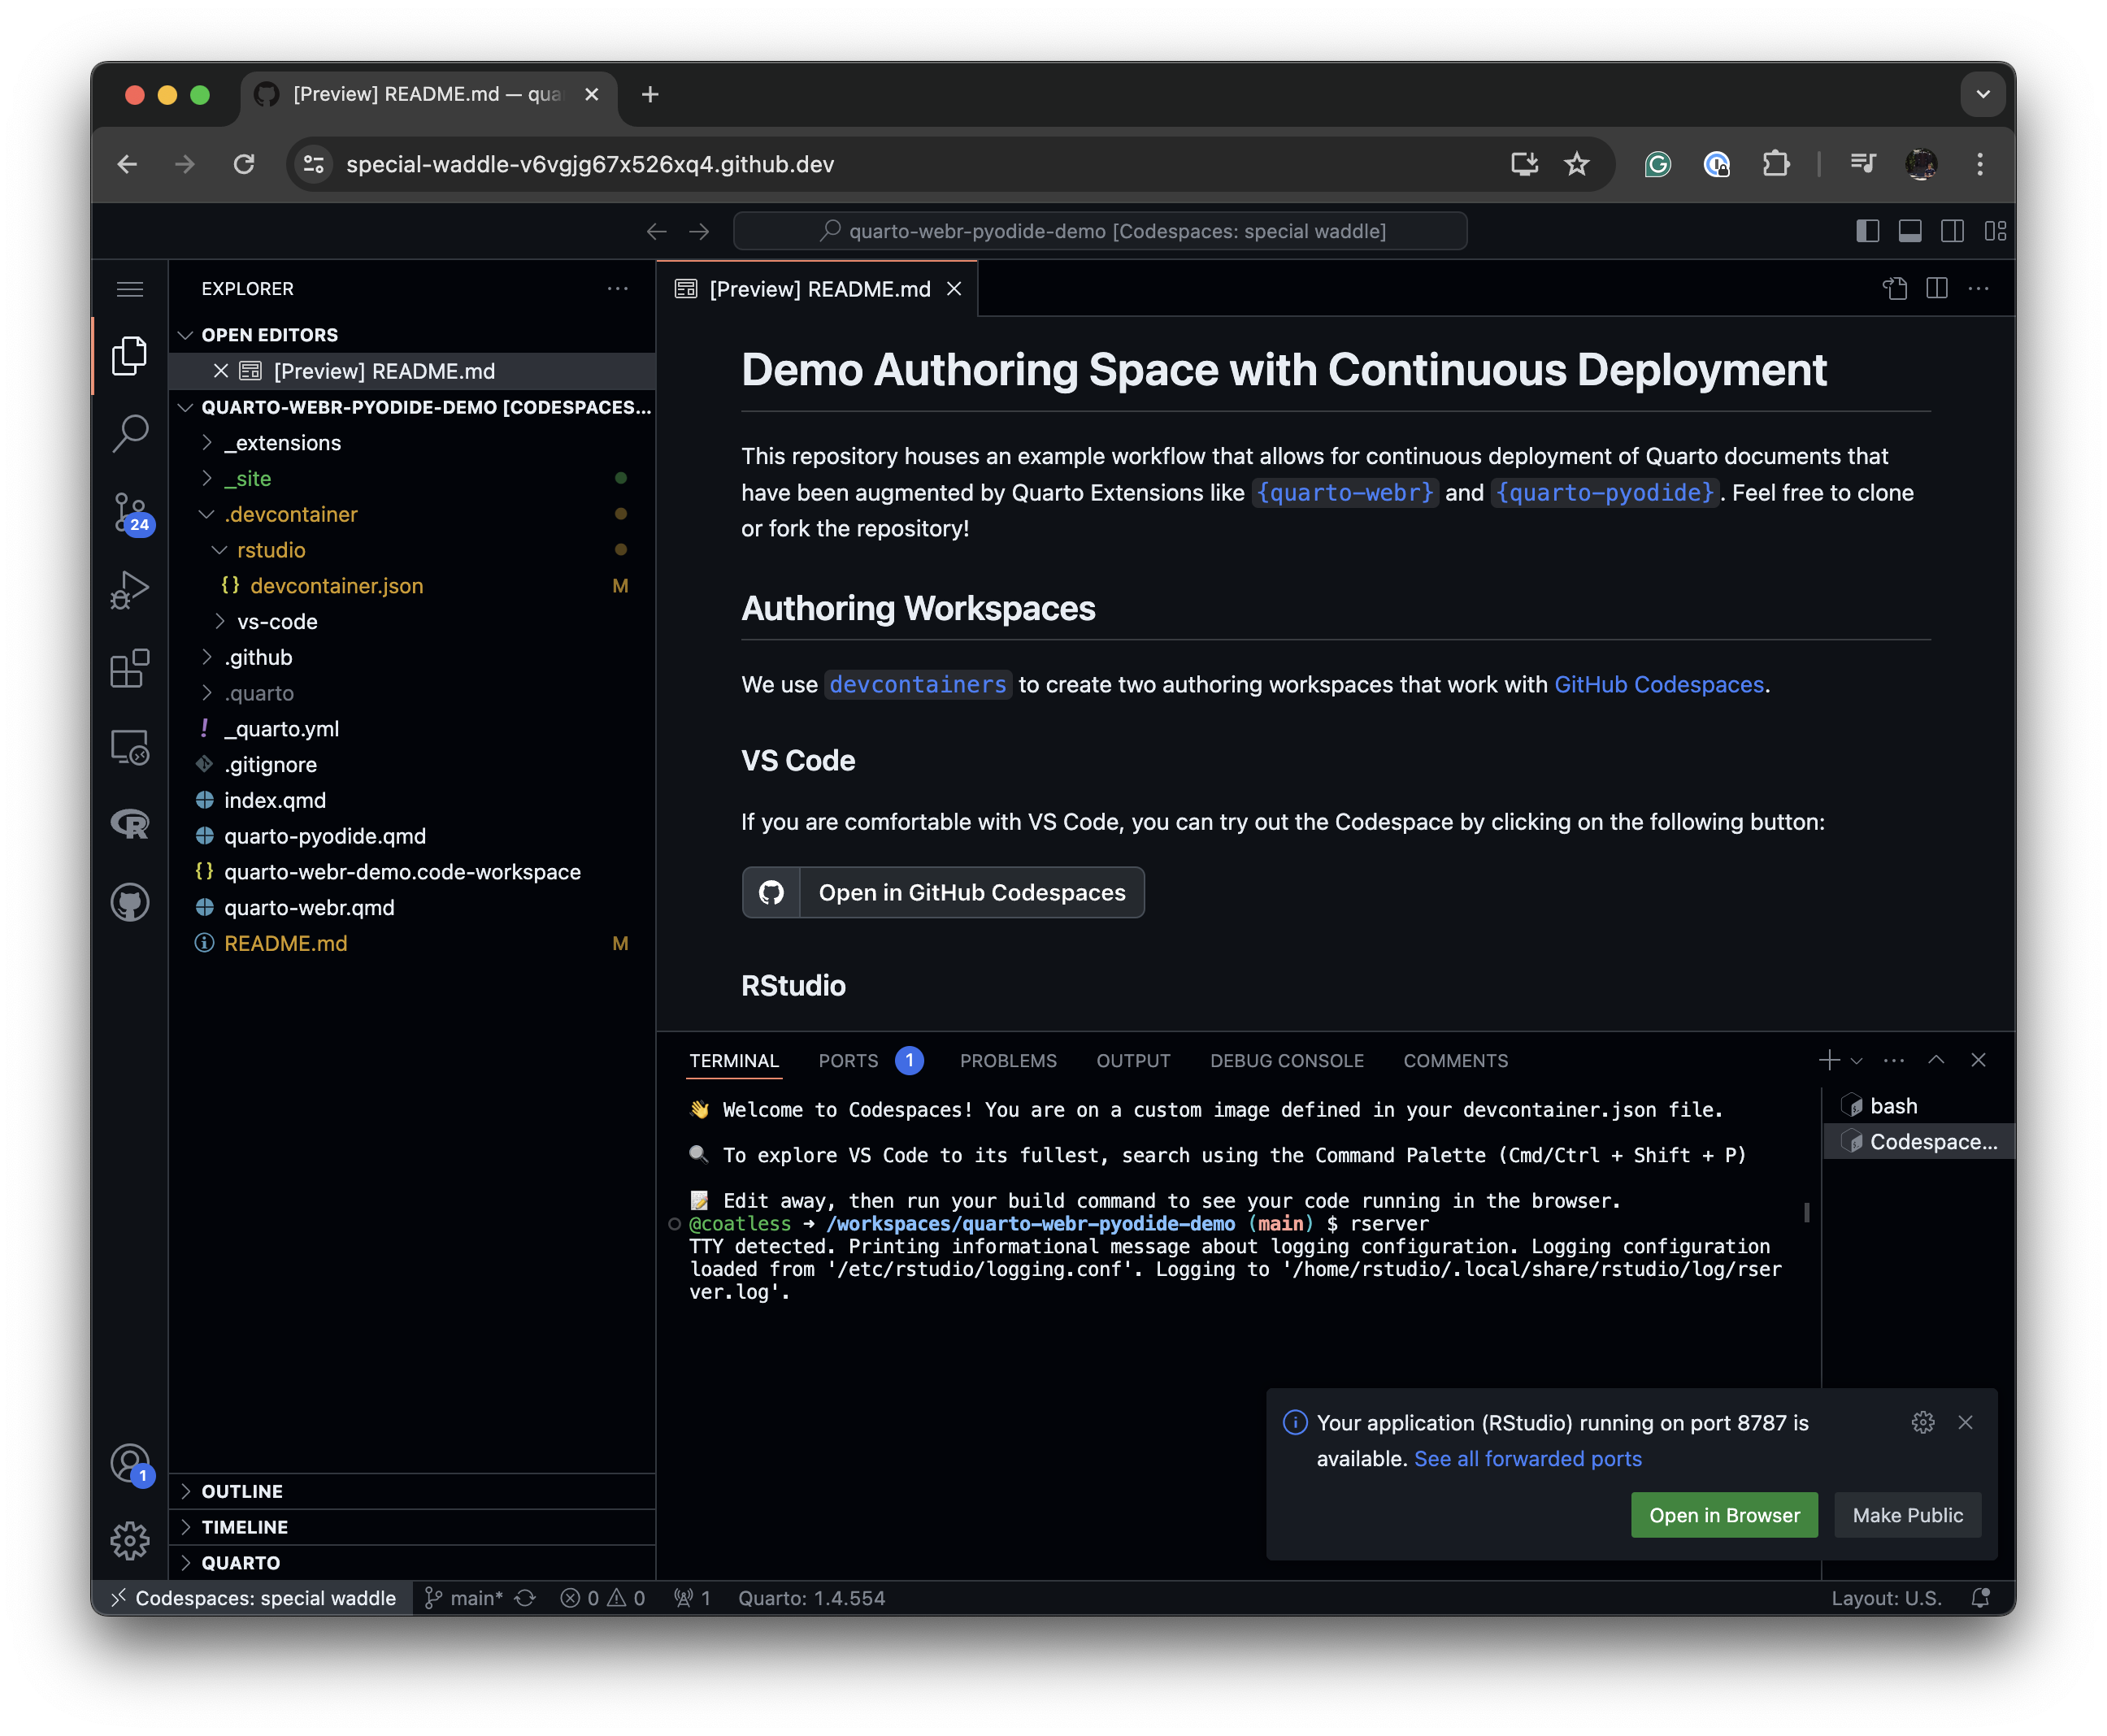 [Preview] README.md — qua
special-waddle-v6vgjg67x526xq4.github.dev
quarto-webr-pyodide-demo [Codespaces: special waddle]
EXPLORER
OPEN EDITORS
[Preview] README.md
QUARTO-WEBR-PYODIDE-DEMO [CODESPACES...
_extensions
_site
.devcontainer
rstudio
{} devcontainer.json M
vs-code
.github
.quarto
! _quarto.yml
.gitignore
index.qmd
quarto-pyodide.qmd
{} quarto-webr-demo.code-workspace
quarto-webr.qmd
README.md M
24
1
OUTLINE
TIMELINE
QUARTO
[Preview] README.md
Demo Authoring Space with Continuous Deployment
This repository houses an example workflow that allows for continuous deployment of Quarto documents that
have been augmented by Quarto Extensions like {quarto-webr} and {quarto-pyodide}. Feel free to clone
or fork the repository!
Authoring Workspaces
We use devcontainers to create two authoring workspaces that work with GitHub Codespaces.
VS Code
If you are comfortable with VS Code, you can try out the Codespace by clicking on the following button:
Open in GitHub Codespaces
RStudio
TERMINAL PORTS 1 PROBLEMS OUTPUT DEBUG CONSOLE COMMENTS
👋 Welcome to Codespaces! You are on a custom image defined in your devcontainer.json file.
🔍 To explore VS Code to its fullest, search using the Command Palette (Cmd/Ctrl + Shift + P)
📝 Edit away, then run your build command to see your code running in the browser.
@coatless ➜ /workspaces/quarto-webr-pyodide-demo (main) $ rserver
TTY detected. Printing informational message about logging configuration. Logging configuration
loaded from '/etc/rstudio/logging.conf'. Logging to '/home/rstudio/.local/share/rstudio/log/rser
ver.log'.
bash
Codespace...
Your application (RStudio) running on port 8787 is
available. See all forwarded ports
Open in Browser Make Public
Codespaces: special waddle main* 0 0 1 Quarto: 1.4.554 Layout: U.S.